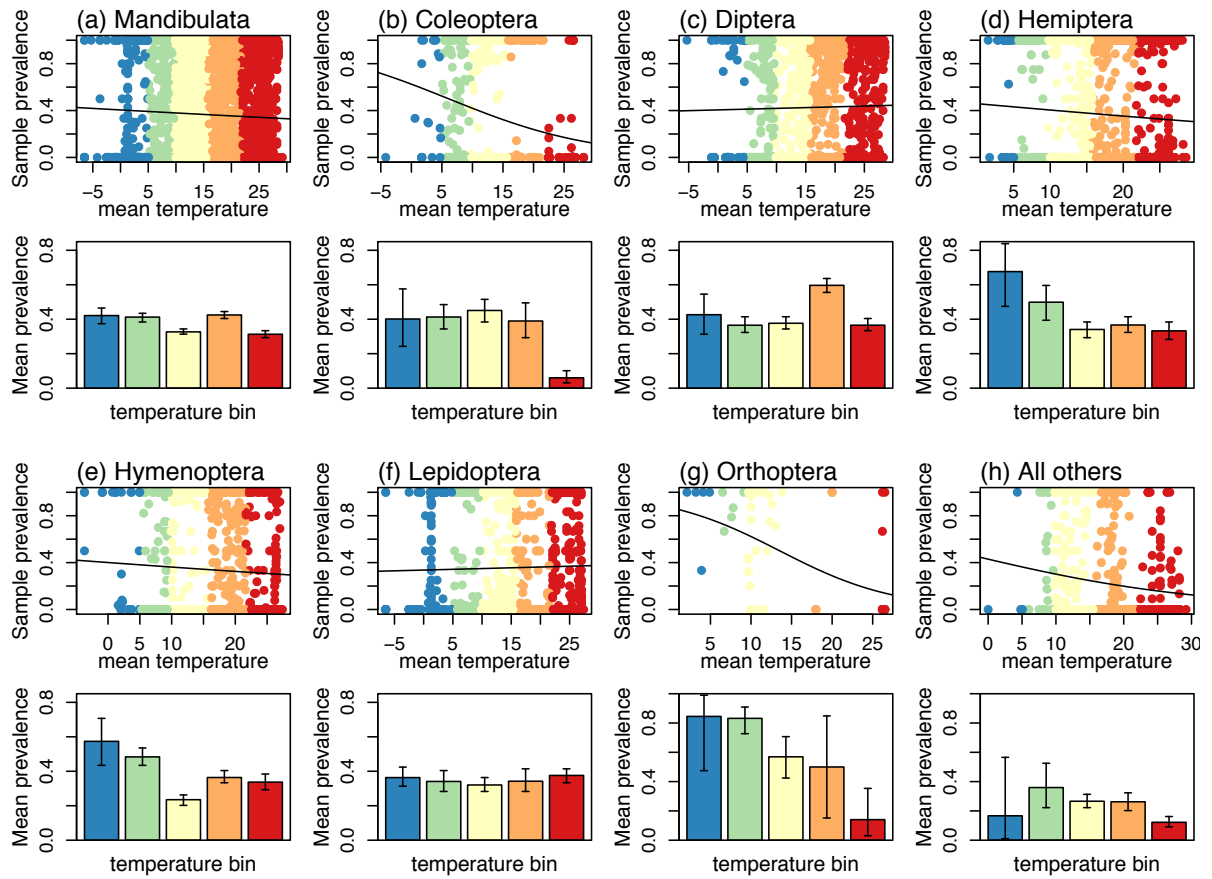 (a) Mandibulata
Sample prevalence
0.0 0.4 0.8
−5 5 15 25
mean temperature
(b) Coleoptera
Sample prevalence
0.0 0.4 0.8
−5 5 15 25
mean temperature
(c) Diptera
Sample prevalence
0.0 0.4 0.8
−5 5 15 25
mean temperature
(d) Hemiptera
Sample prevalence
0.0 0.4 0.8
5 10 20
mean temperature
Mean prevalence
0.0 0.4 0.8
temperature bin
Mean prevalence
0.0 0.4 0.8
temperature bin
Mean prevalence
0.0 0.4 0.8
temperature bin
Mean prevalence
0.0 0.4 0.8
temperature bin
(e) Hymenoptera
Sample prevalence
0.0 0.4 0.8
0 5 10 20
mean temperature
(f) Lepidoptera
Sample prevalence
0.0 0.4 0.8
−5 5 15 25
mean temperature
(g) Orthoptera
Sample prevalence
0.0 0.4 0.8
5 10 15 20 25
mean temperature
(h) All others
Sample prevalence
0.0 0.4 0.8
0 5 10 20 30
mean temperature
Mean prevalence
0.0 0.4 0.8
temperature bin
Mean prevalence
0.0 0.4 0.8
temperature bin
Mean prevalence
0.0 0.4 0.8
temperature bin
Mean prevalence
0.0 0.4 0.8
temperature bin